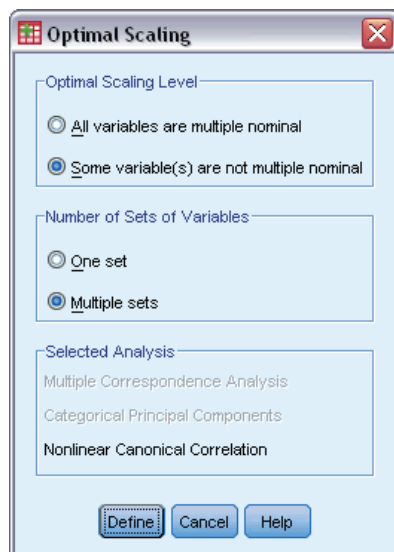 Optimal Scaling
Optimal Scaling Level
All variables are multiple nominal
Some variable(s) are not multiple nominal
Number of Sets of Variables
One set
Multiple sets
Selected Analysis
Multiple Correspondence Analysis
Categorical Principal Components
Nonlinear Canonical Correlation
Define Cancel Help